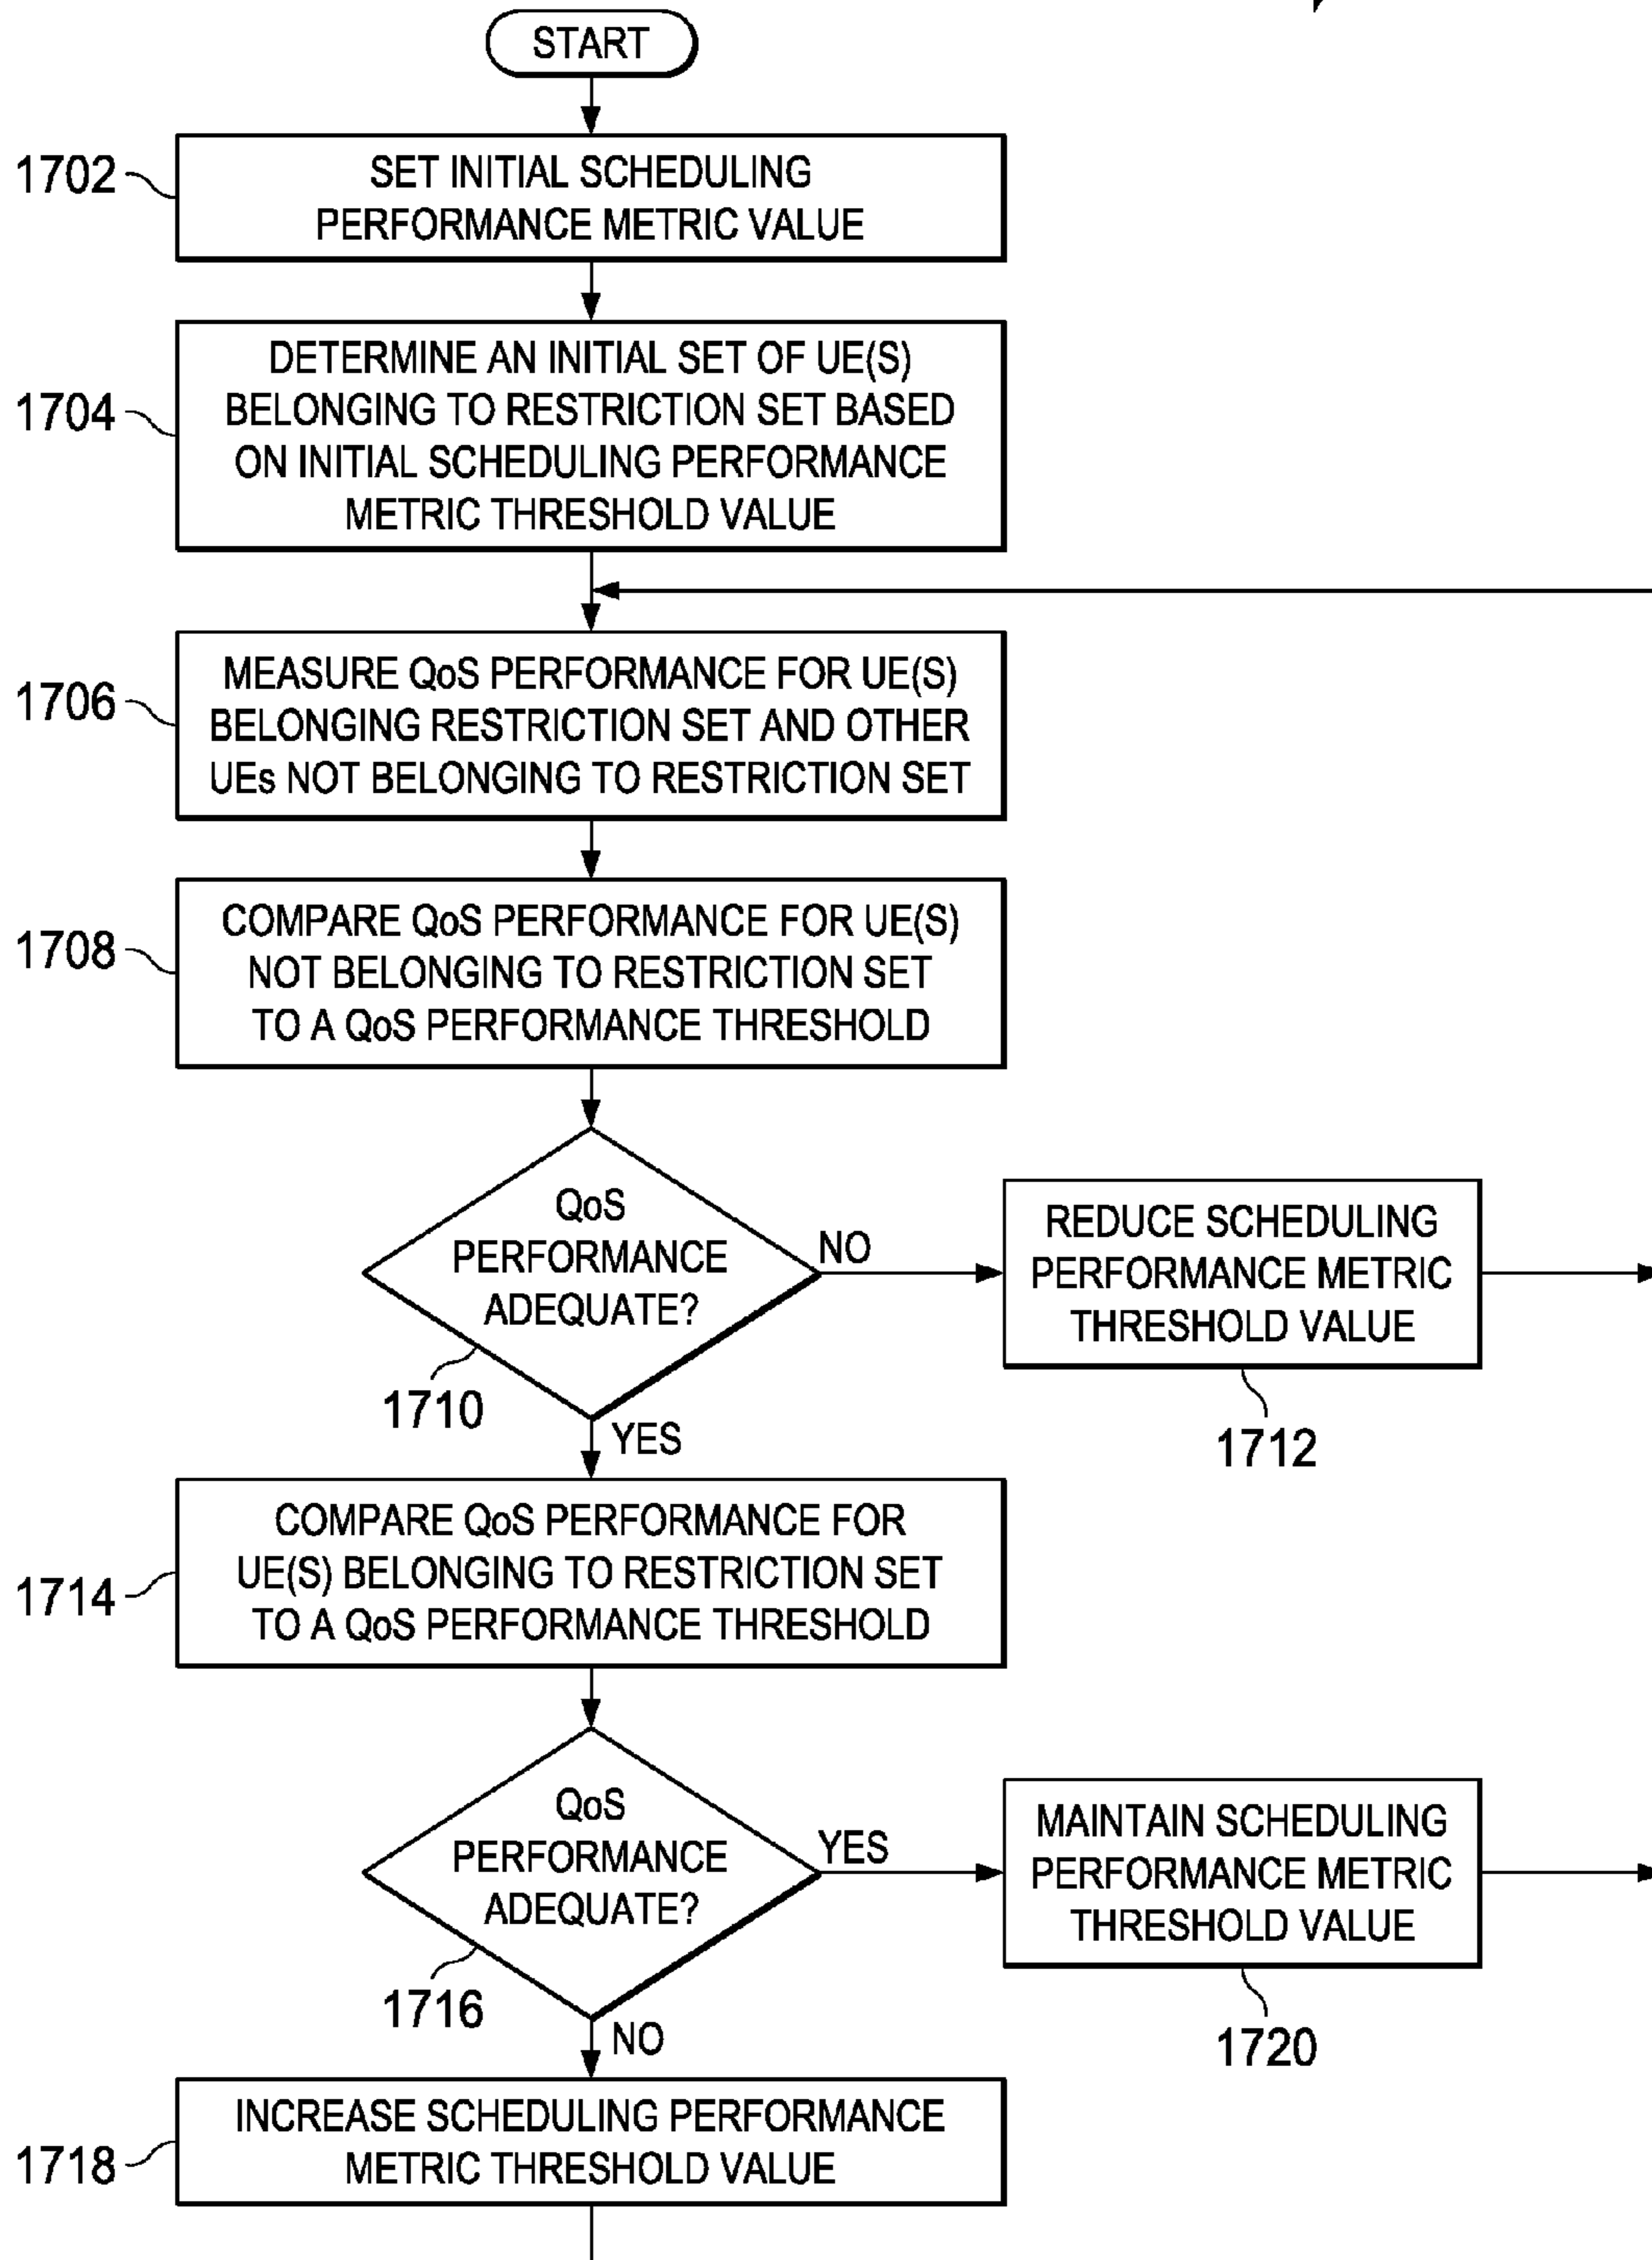 START
1702
SET INITIAL SCHEDULING
PERFORMANCE METRIC VALUE
1704
DETERMINE AN INITIAL SET OF UE(S)
BELONGING TO RESTRICTION SET BASED
ON INITIAL SCHEDULING PERFORMANCE
METRIC THRESHOLD VALUE
1706
MEASURE QoS PERFORMANCE FOR UE(S)
BELONGING RESTRICTION SET AND OTHER
UEs NOT BELONGING TO RESTRICTION SET
1708
COMPARE QoS PERFORMANCE FOR UE(S)
NOT BELONGING TO RESTRICTION SET
TO A QoS PERFORMANCE THRESHOLD
QoS
PERFORMANCE
ADEQUATE?
1710
NO
REDUCE SCHEDULING
PERFORMANCE METRIC
THRESHOLD VALUE
1712
YES
1714
COMPARE QoS PERFORMANCE FOR
UE(S) BELONGING TO RESTRICTION SET
TO A QoS PERFORMANCE THRESHOLD
QoS
PERFORMANCE
ADEQUATE?
1716
YES
MAINTAIN SCHEDULING
PERFORMANCE METRIC
THRESHOLD VALUE
1720
NO
1718
INCREASE SCHEDULING PERFORMANCE
METRIC THRESHOLD VALUE